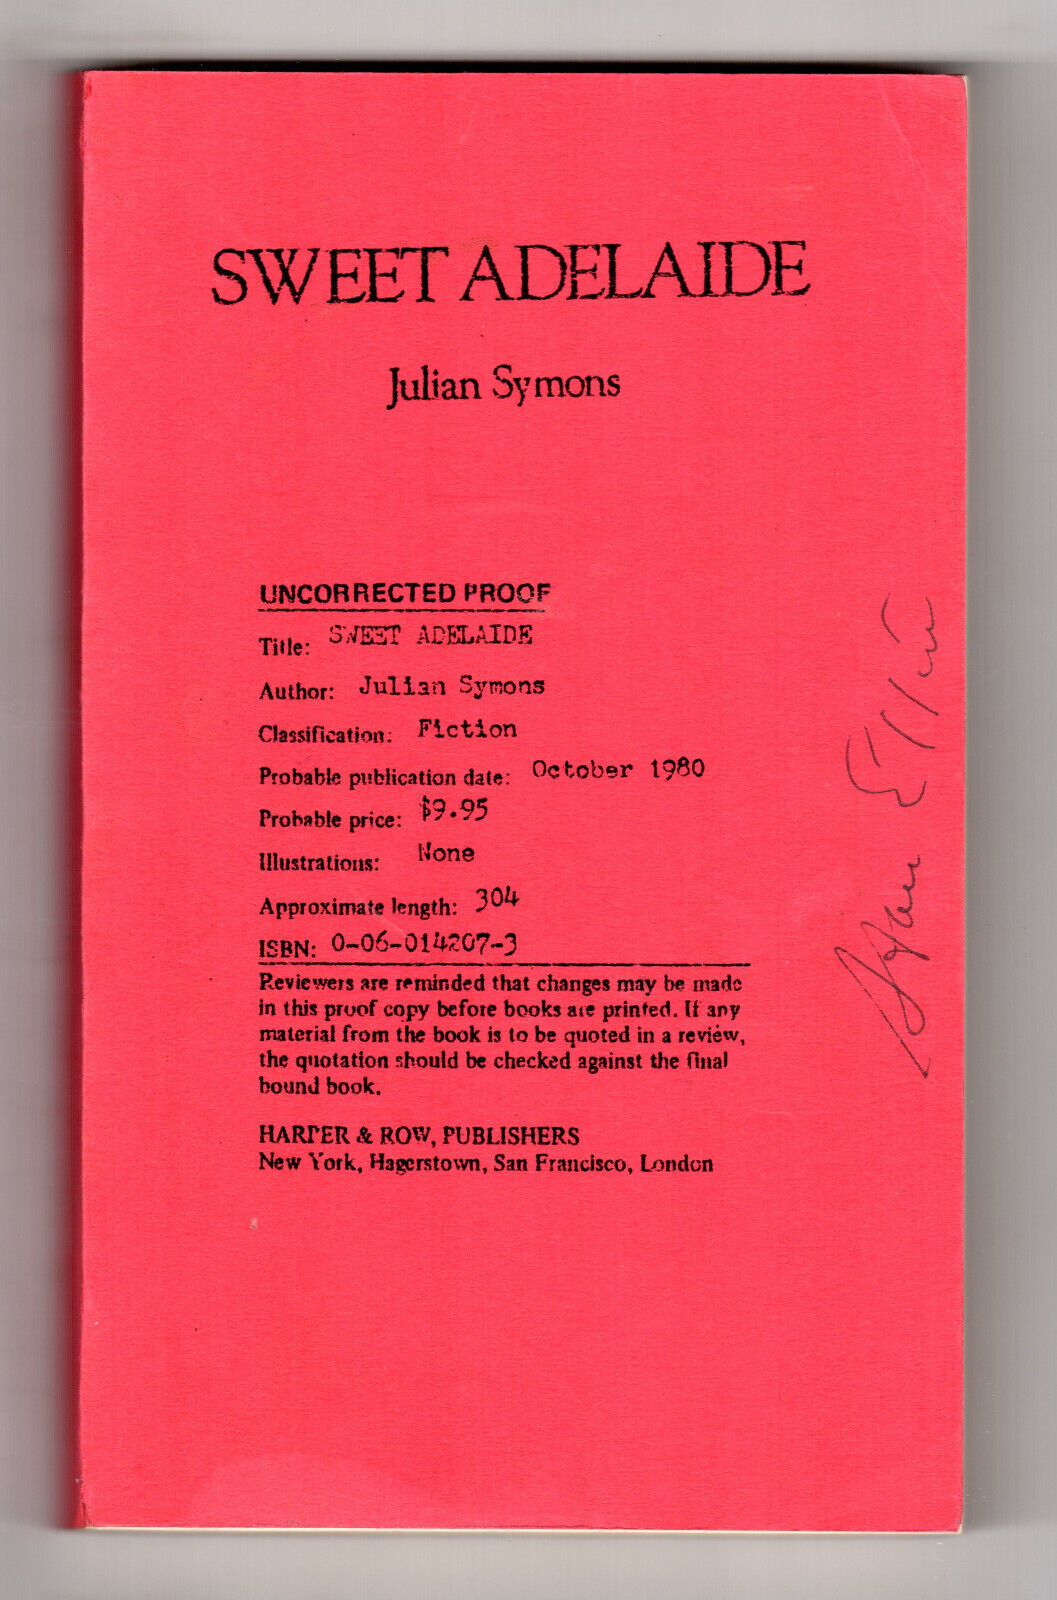 SWEET ADELAIDE
Julian Symons
UNCORRECTED PROOF
Title: SWEET ADELAIDE
Author: Julian Symons
Classification: Fiction
Probable publication date: October 1980
Probable price: $9.95
Illustrations: None
Approximate length: 304
ISBN: 0-06-014207-3
Reviewers are reminded that changes may be made
in this proof copy before books are printed. If any
material from the book is to be quoted in a review,
the quotation should be checked against the final
bound book.
HARPER & ROW, PUBLISHERS
New York, Hagerstown, San Francisco, London